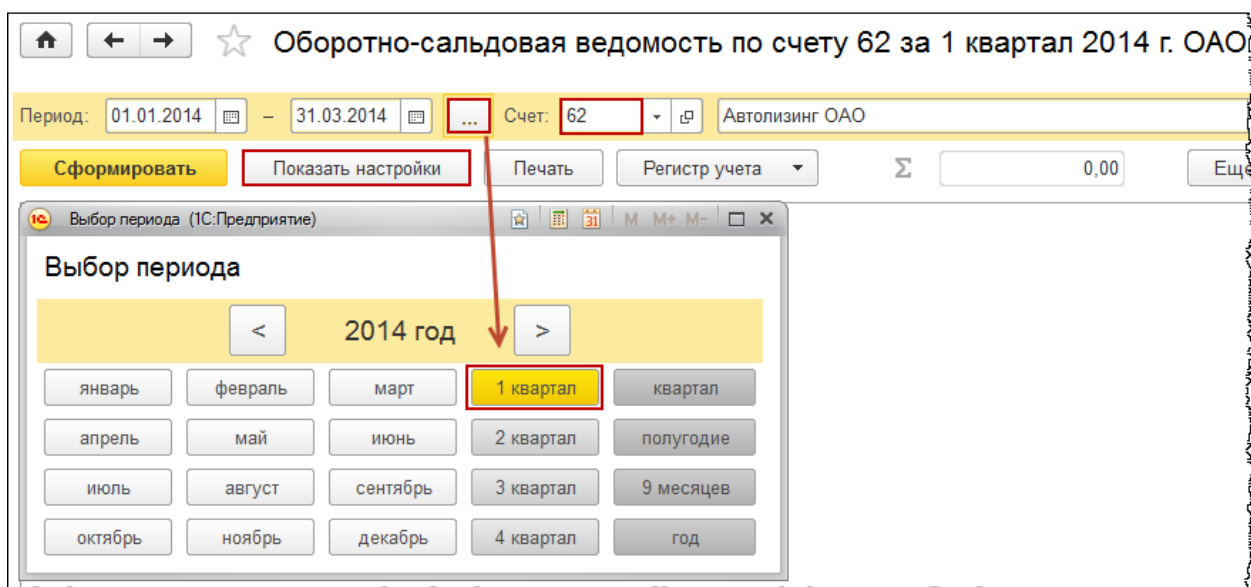 Оборотно-сальдовая ведомость по счету 62 за 1 квартал 2014 г. ОАО
Период: 01.01.2014 – 31.03.2014 ... Счет: 62 Автолизинг ОАО
Сформировать Показать настройки Печать Регистр учета Σ 0,00 Ещё
1С Выбор периода (1С:Предприятие) 31 M M+ M-
Выбор периода
< 2014 год >
январь февраль март 1 квартал квартал
апрель май июнь 2 квартал полугодие
июль август сентябрь 3 квартал 9 месяцев
октябрь ноябрь декабрь 4 квартал год